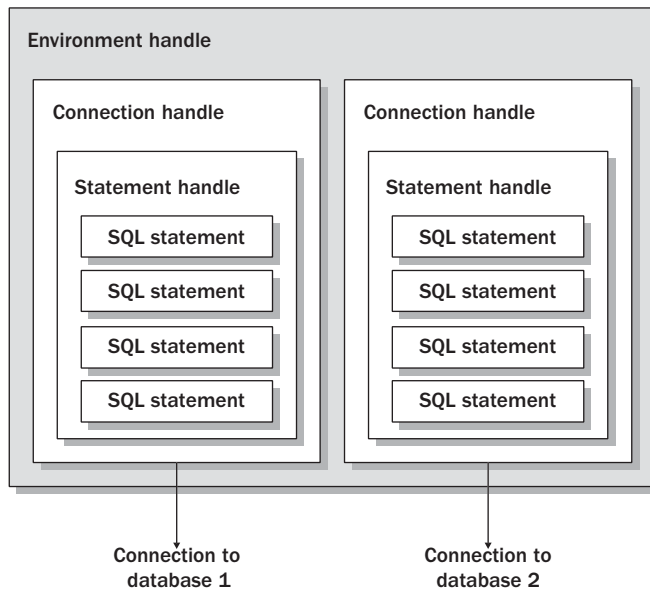 Environment handle
Connection handle
Statement handle
SQL statement
SQL statement
SQL statement
SQL statement
Connection to
database 1
Connection handle
Statement handle
SQL statement
SQL statement
SQL statement
SQL statement
Connection to
database 2